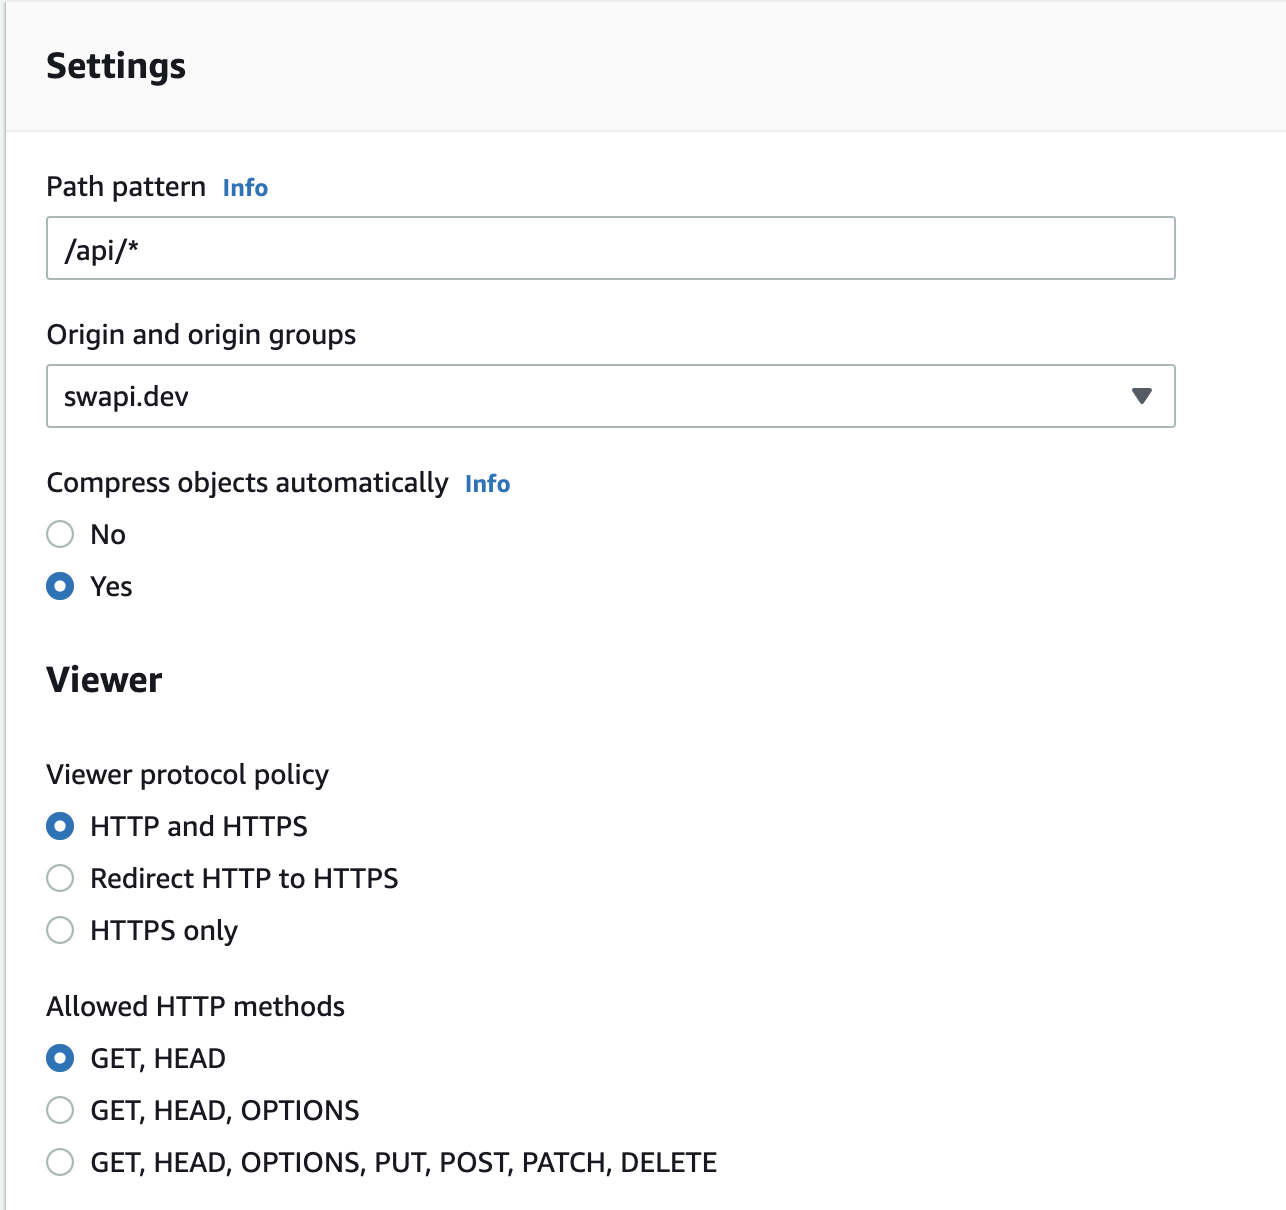 Settings
Path pattern Info
/api/*
Origin and origin groups
swapi.dev
Compress objects automatically Info
No
Yes
Viewer
Viewer protocol policy
HTTP and HTTPS
Redirect HTTP to HTTPS
HTTPS only
Allowed HTTP methods
GET, HEAD
GET, HEAD, OPTIONS
GET, HEAD, OPTIONS, PUT, POST, PATCH, DELETE